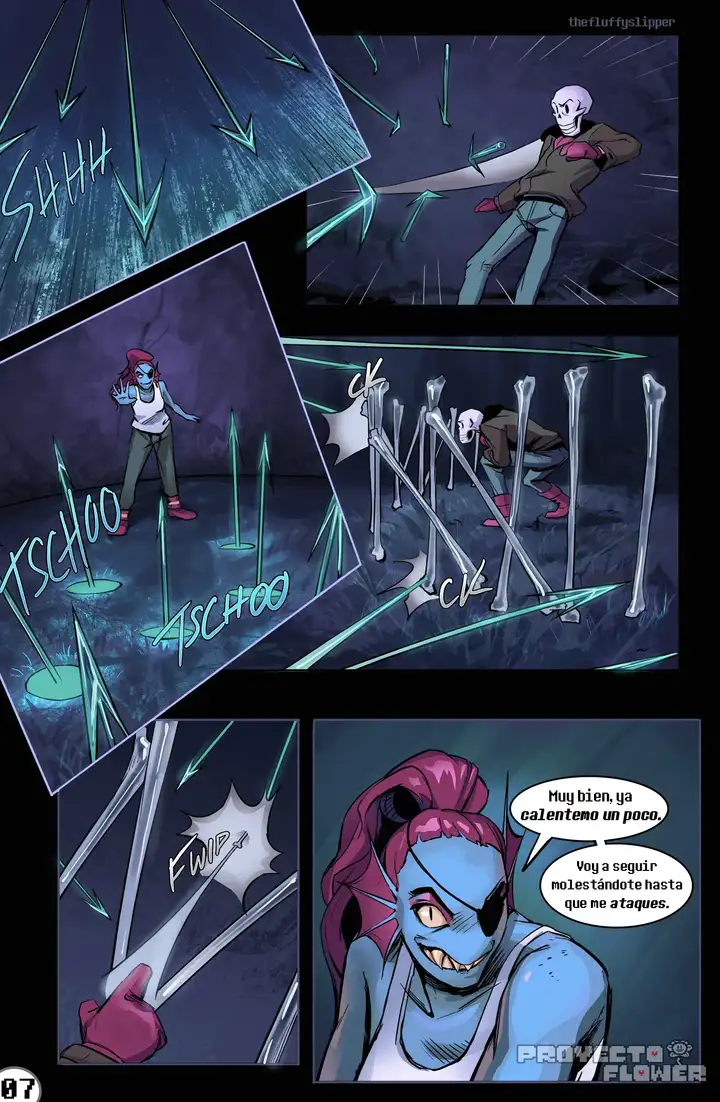 thefluffyslipper
SHHH
TSCHOO
TSCHOO
CK
CK
FWIP
Muy bien, ya
calentemo un poco.
Voy a seguir
molestándote hasta
que me ataques.
PROYECTO
FLOWER
07